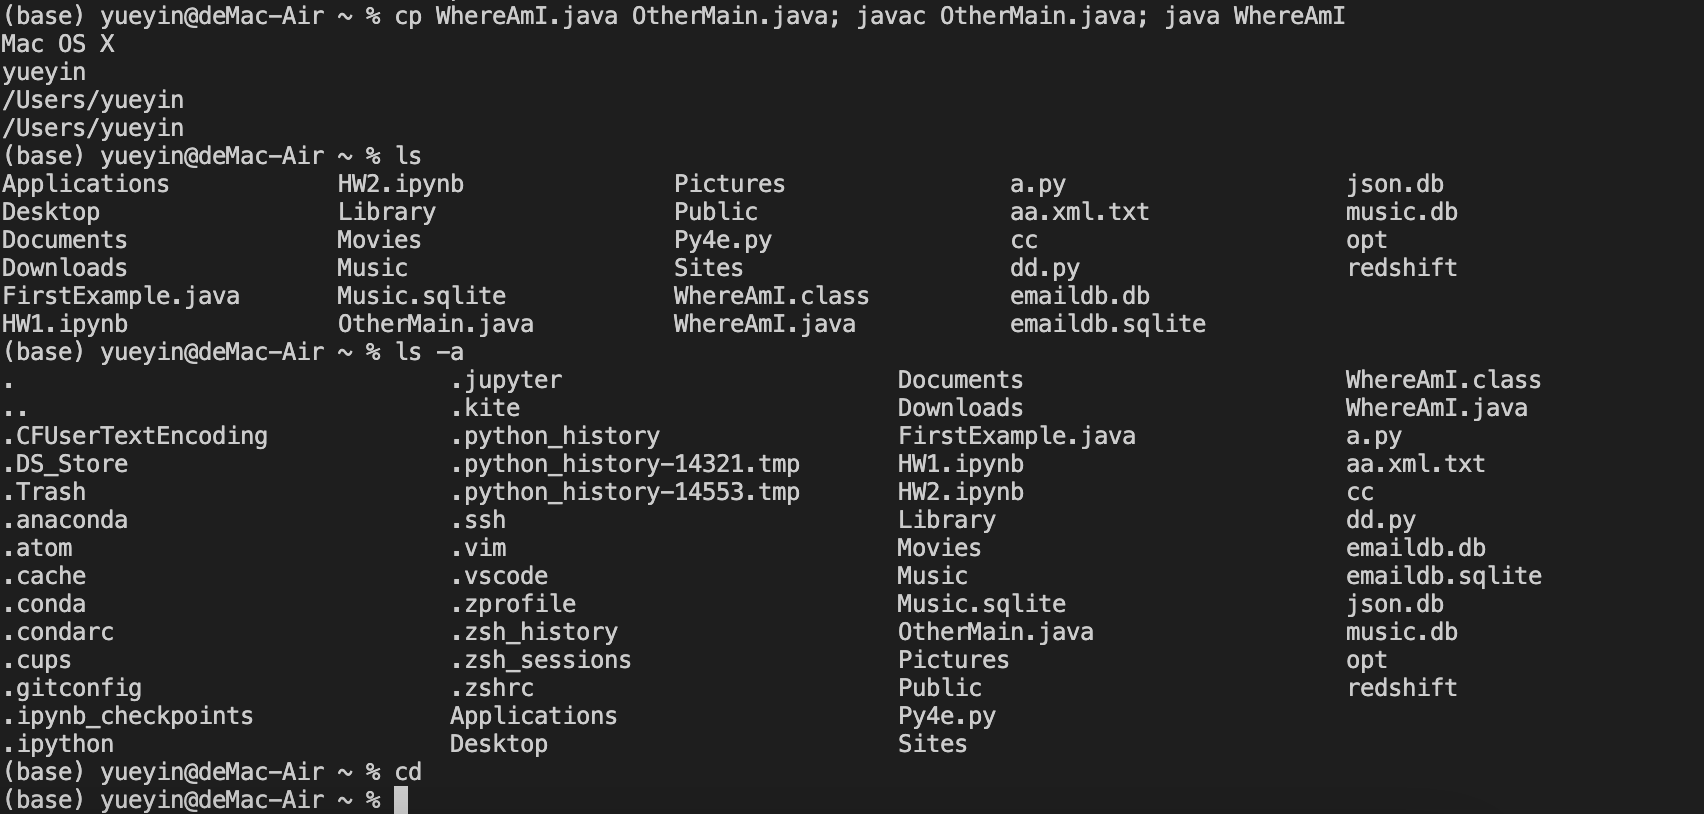 (base) yueyin@deMac-Air ~ % cp WhereAmI.java OtherMain.java; javac OtherMain.java; java WhereAmI
Mac OS X
yueyin
/Users/yueyin
/Users/yueyin
(base) yueyin@deMac-Air ~ % ls
Applications HW2.ipynb Pictures a.py json.db
Desktop Library Public aa.xml.txt music.db
Documents Movies Py4e.py cc opt
Downloads Music Sites dd.py redshift
FirstExample.java Music.sqlite WhereAmI.class emaildb.db
HW1.ipynb OtherMain.java WhereAmI.java emaildb.sqlite
(base) yueyin@deMac-Air ~ % ls -a
. .jupyter Documents WhereAmI.class
.. .kite Downloads WhereAmI.java
.CFUserTextEncoding .python_history FirstExample.java a.py
.DS_Store .python_history-14321.tmp HW1.ipynb aa.xml.txt
.Trash .python_history-14553.tmp HW2.ipynb cc
.anaconda .ssh Library dd.py
.atom .vim Movies emaildb.db
.cache .vscode Music emaildb.sqlite
.conda .zprofile Music.sqlite json.db
.condarc .zsh_history OtherMain.java music.db
.cups .zsh_sessions Pictures opt
.gitconfig .zshrc Public redshift
.ipynb_checkpoints Applications Py4e.py
.ipython Desktop Sites
(base) yueyin@deMac-Air ~ % cd
(base) yueyin@deMac-Air ~ %